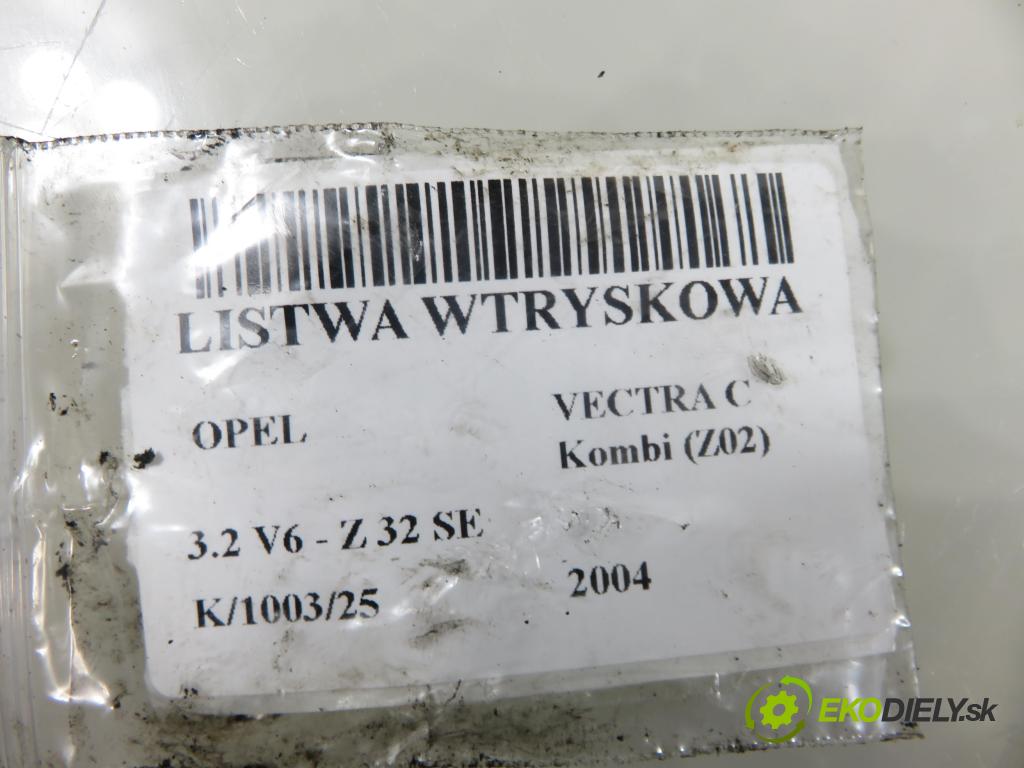 LISTWA WTRYSKOWA
OPEL
VECTRA C
Kombi (Z02)
3.2 V6 - Z 32 SE
K/1003/25
2004
EKODIELY.sk